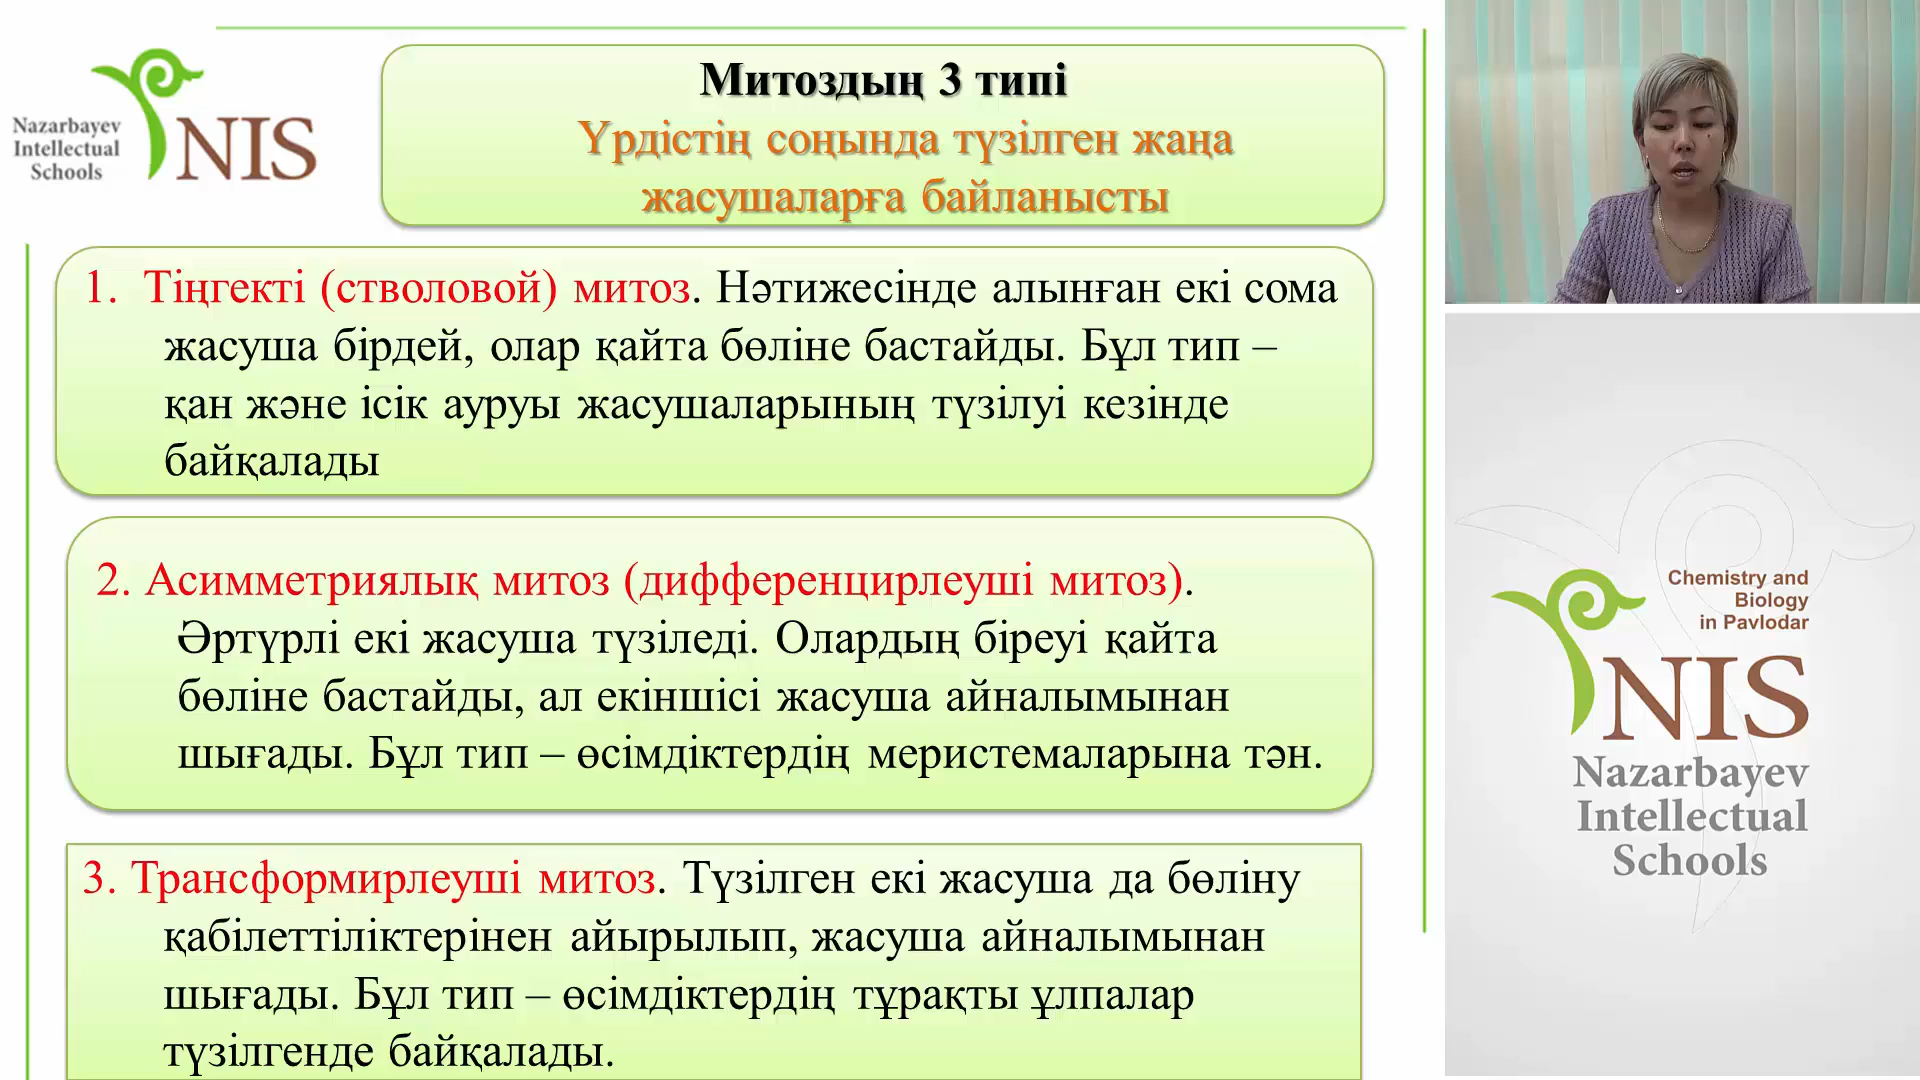 Nazarbayev
Intellectual
Schools
NIS
Митоздың 3 типі
Үрдістің соңында түзілген жаңа
жасушаларға байланысты
1. Тіңгекті (стволовой) митоз. Нәтижесінде алынған екі сома
жасуша бірдей, олар қайта бөліне бастайды. Бұл тип –
қан және ісік ауруы жасушаларының түзілуі кезінде
байқалады
2. Асимметриялық митоз (дифференцирлеуші митоз).
Әртүрлі екі жасуша түзіледі. Олардың біреуі қайта
бөліне бастайды, ал екіншісі жасуша айналымынан
шығады. Бұл тип – өсімдіктердің меристемаларына тән.
3. Трансформирлеуші митоз. Түзілген екі жасуша да бөліну
қабілеттіліктерінен айырылып, жасуша айналымынан
шығады. Бұл тип – өсімдіктердің тұрақты ұлпалар
түзілгенде байқалады.
Chemistry and
Biology
in Pavlodar
NIS
Nazarbayev
Intellectual
Schools